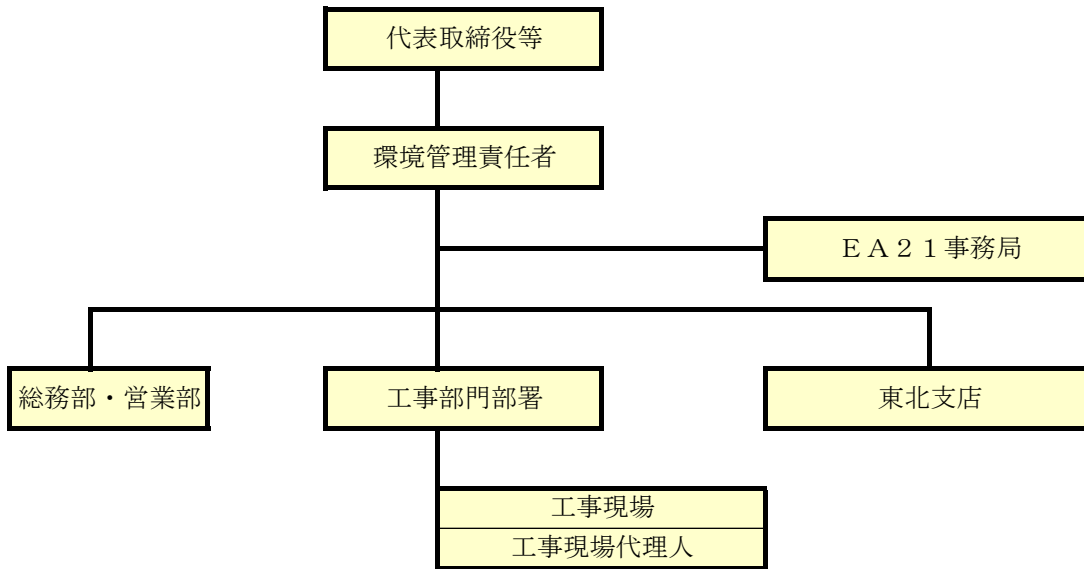 代表取締役等
環境管理責任者
ＥＡ２１事務局
総務部・営業部
工事部門部署
東北支店
工事現場
工事現場代理人